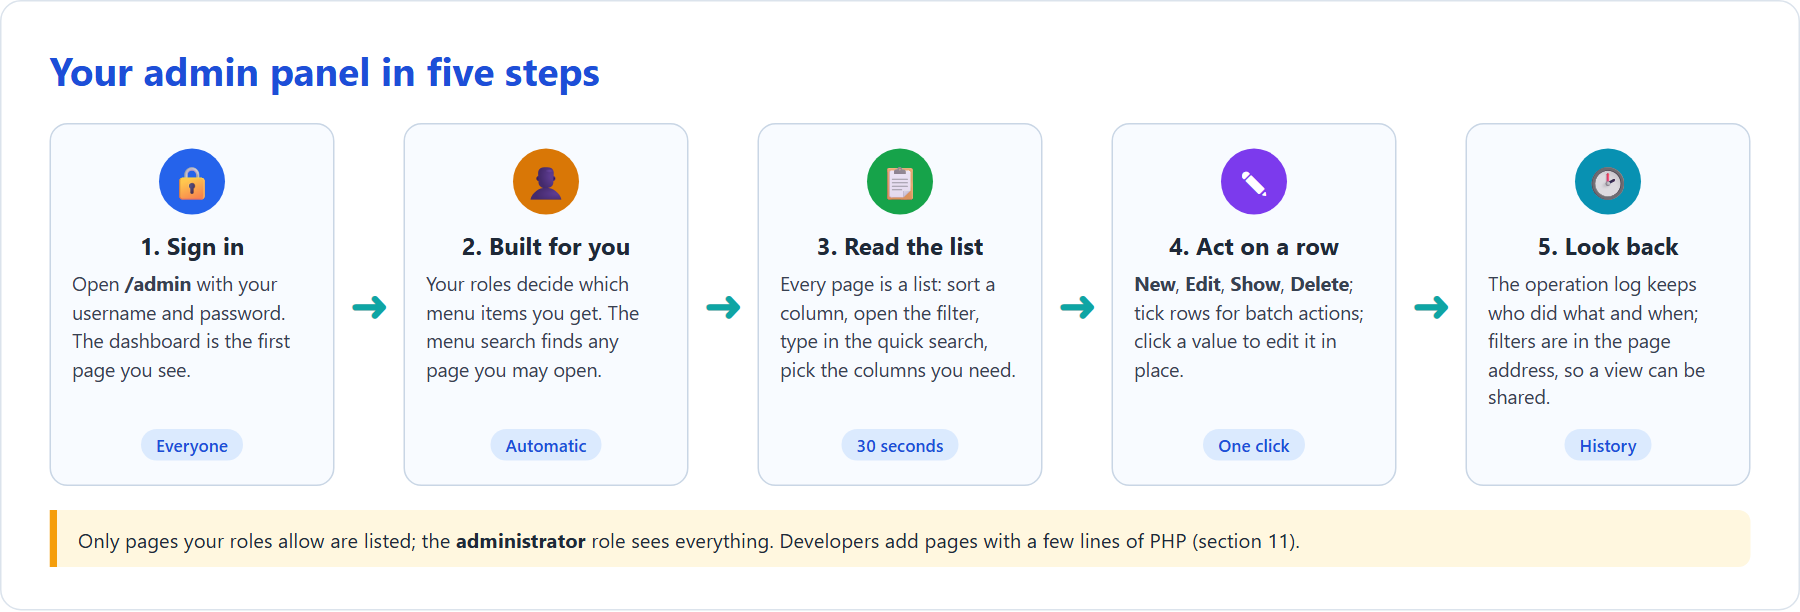 Your admin panel in five steps
1. Sign in
Open /admin with your
username and password.
The dashboard is the first
page you see.
Everyone
2. Built for you
Your roles decide which
menu items you get. The
menu search finds any
page you may open.
Automatic
3. Read the list
Every page is a list: sort a
column, open the filter,
type in the quick search,
pick the columns you need.
30 seconds
4. Act on a row
New, Edit, Show, Delete;
tick rows for batch actions;
click a value to edit it in
place.
One click
5. Look back
The operation log keeps
who did what and when;
filters are in the page
address, so a view can be
shared.
History
Only pages your roles allow are listed; the administrator role sees everything. Developers add pages with a few lines of PHP (section 11).